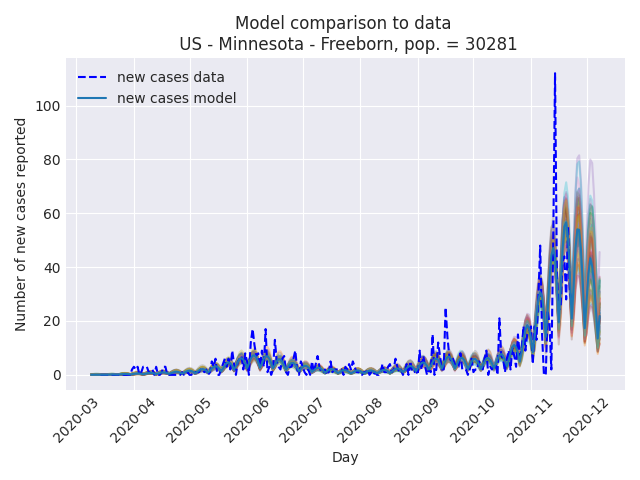 Model comparison to data
US - Minnesota - Freeborn, pop. = 30281
new cases data
new cases model
Number of new cases reported
100
80
60
40
20
0
2020-03
2020-04
2020-05
2020-06
2020-07
2020-08
2020-09
2020-10
2020-11
2020-12
Day